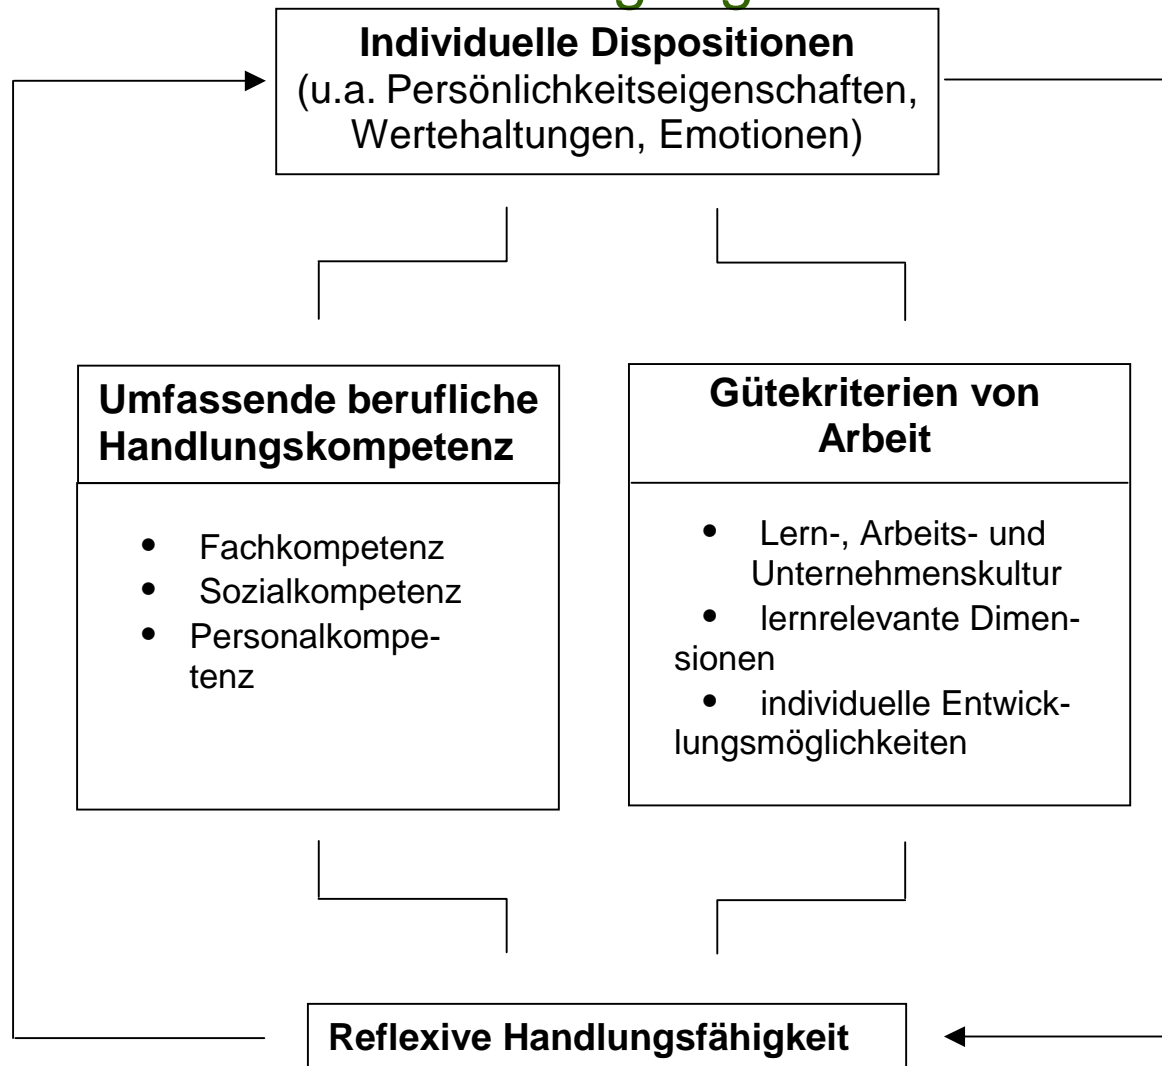 Individuelle Dispositionen
(u.a. Persönlichkeitseigenschaften,
Wertehaltungen, Emotionen)
Umfassende berufliche
Handlungskompetenz
• Fachkompetenz
• Sozialkompetenz
• Personalkompe-
tenz
Gütekriterien von
Arbeit
• Lern-, Arbeits- und
Unternehmenskultur
• lernrelevante Dimen-
sionen
• individuelle Entwick-
lungsmöglichkeiten
Reflexive Handlungsfähigkeit